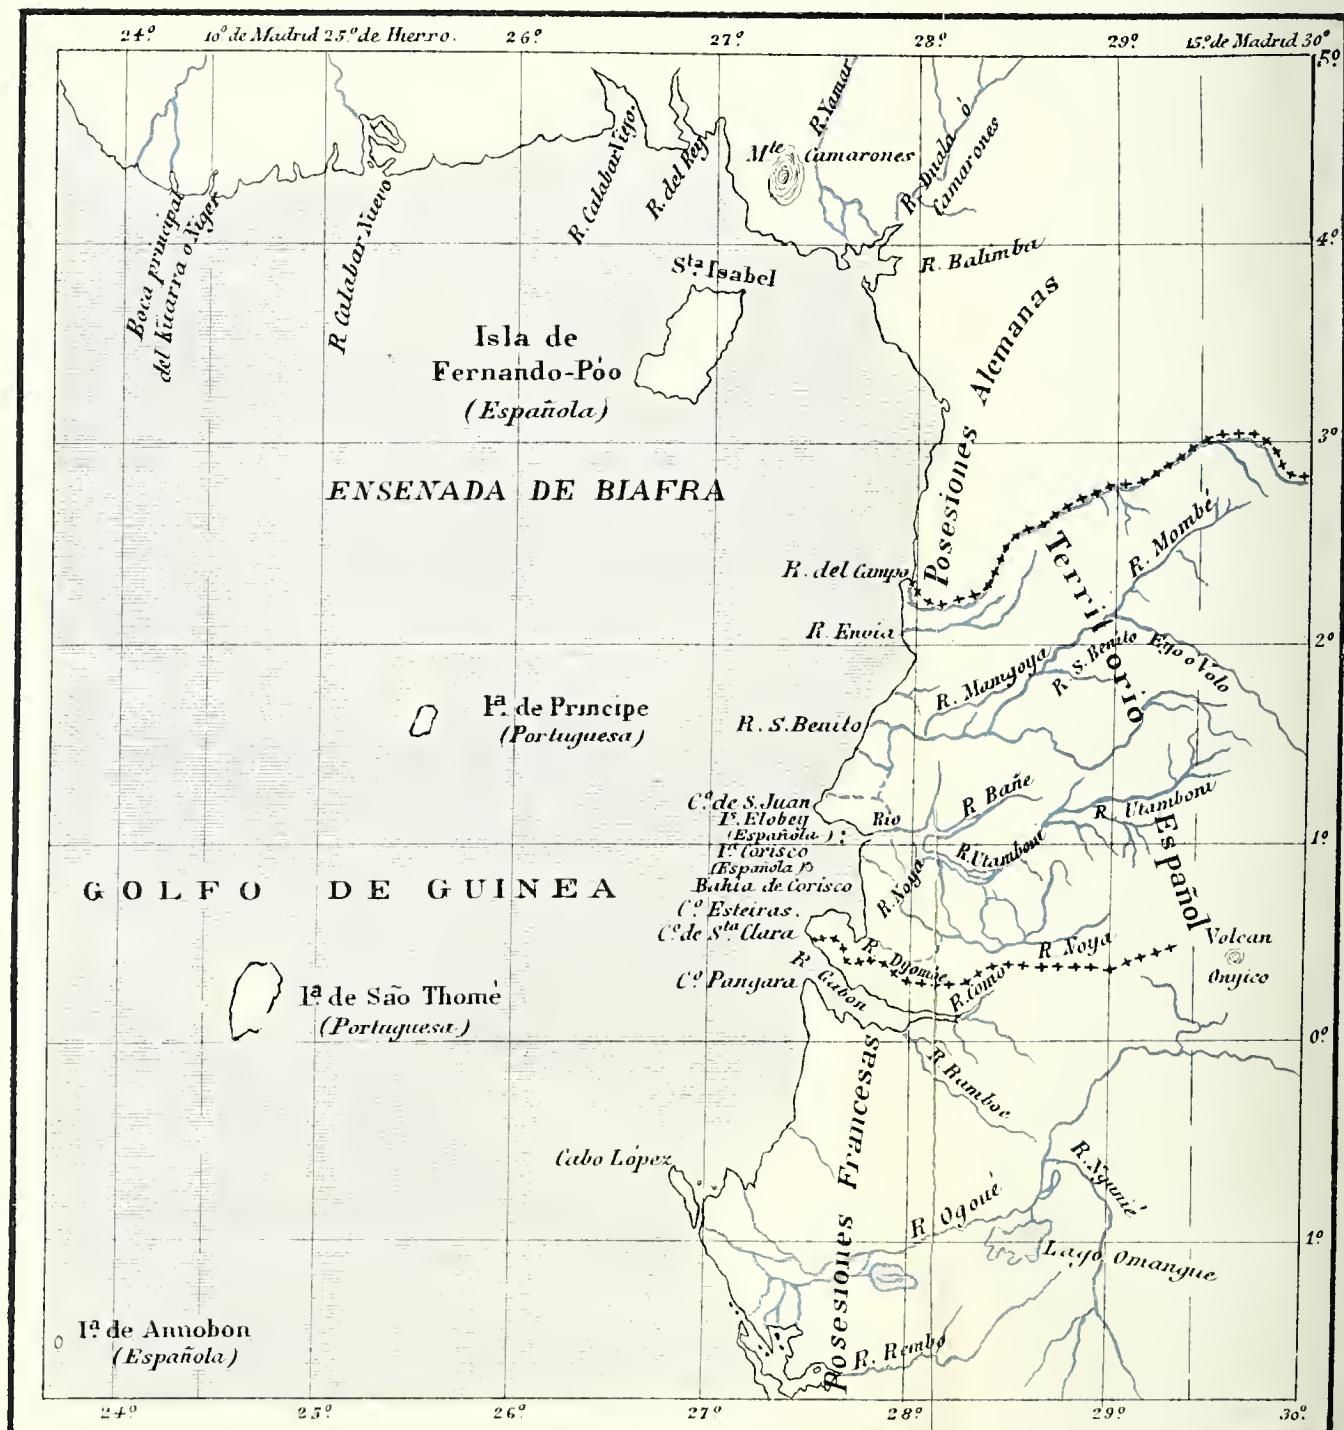 24º 10º de Madrid 25º de Hierro. 26º 27º 28º 29º 15º de Madrid 30º
5º
4º
3º
2º
1º
0º
1º
Boca principal
del Kuarra o Niger
R. Calabar Nuevo
R. Calabar Viejo.
R. del Rey
Mte Camarones
R. Yamar
R. Duala ó
Camarones
R. Balimba
Sta. Isabel
Isla de
Fernando-Póo
(Española)
Posesiones Alemanas
ENSENADA DE BIAFRA
R. del Campo
R. Envia
Territorio Español
R. Mombé
R. Mamgoya
R. S. Benito
Eyo o Volo
Iª. de Principe
(Portuguesa)
R. S. Benito
Cº. de S. Juan
Iˢ. Elobey
(Española)
Iª. Corisco
(Española)
Bahia de Corisco
Cº. Esteiras.
Cº. de Sta. Clara
Cº. Pangara
Rio
R. Bañe
R. Utamboni
R. Utamboni
R. Noya
R. Noya
R. Dyomae
R. Gabon
R. Como
Volcan
Onyico
GOLFO DE GUINEA
Iª. de São Thomé
(Portuguesa)
R. Ramboe
Posesiones Francesas
Cabo López
R. Ngunié
R. Ogoué
Lago Omangue
R. Rembo
Iª. de Annobon
(Española)
24º 25º 26º 27º 28º 29º 30º